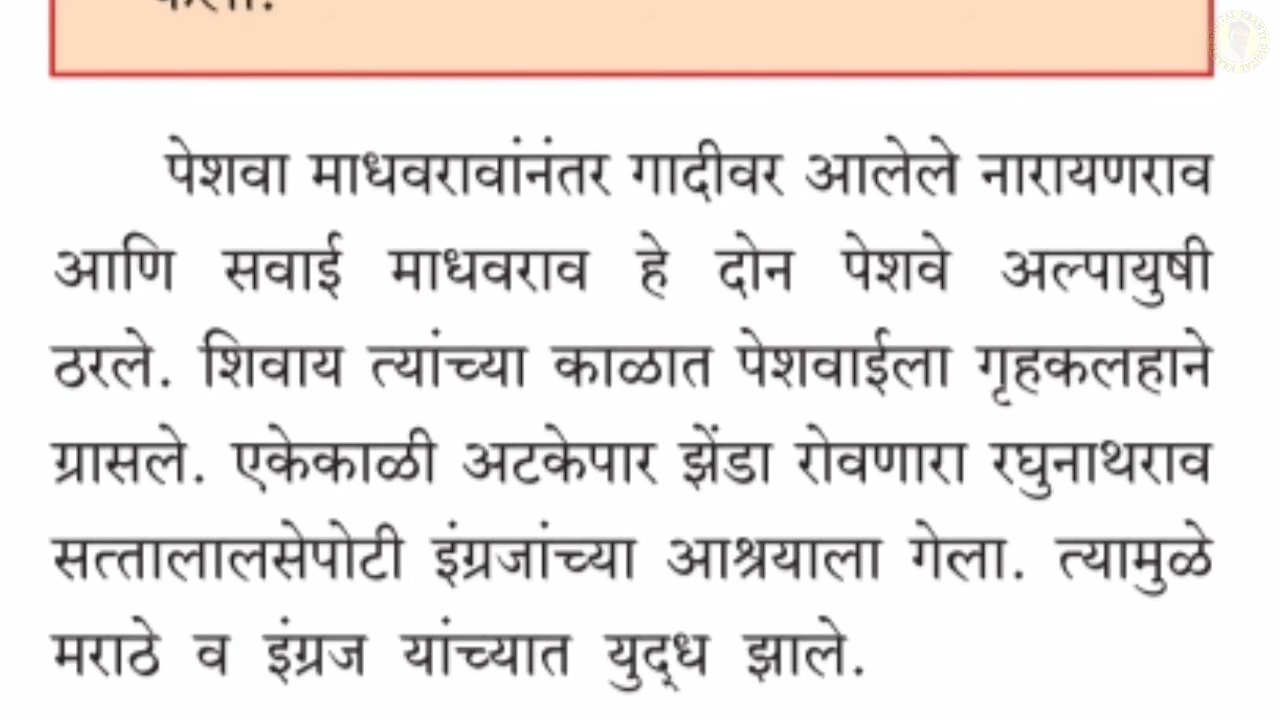 पेशवा माधवरावांनंतर गादीवर आलेले नारायणराव
आणि सवाई माधवराव हे दोन पेशवे अल्पायुषी
ठरले. शिवाय त्यांच्या काळात पेशवाईला गृहकलहाने
ग्रासले. एकेकाळी अटकेपार झेंडा रोवणारा रघुनाथराव
सत्तालालसेपोटी इंग्रजांच्या आश्रयाला गेला. त्यामुळे
मराठे व इंग्रज यांच्यात युद्ध झाले.